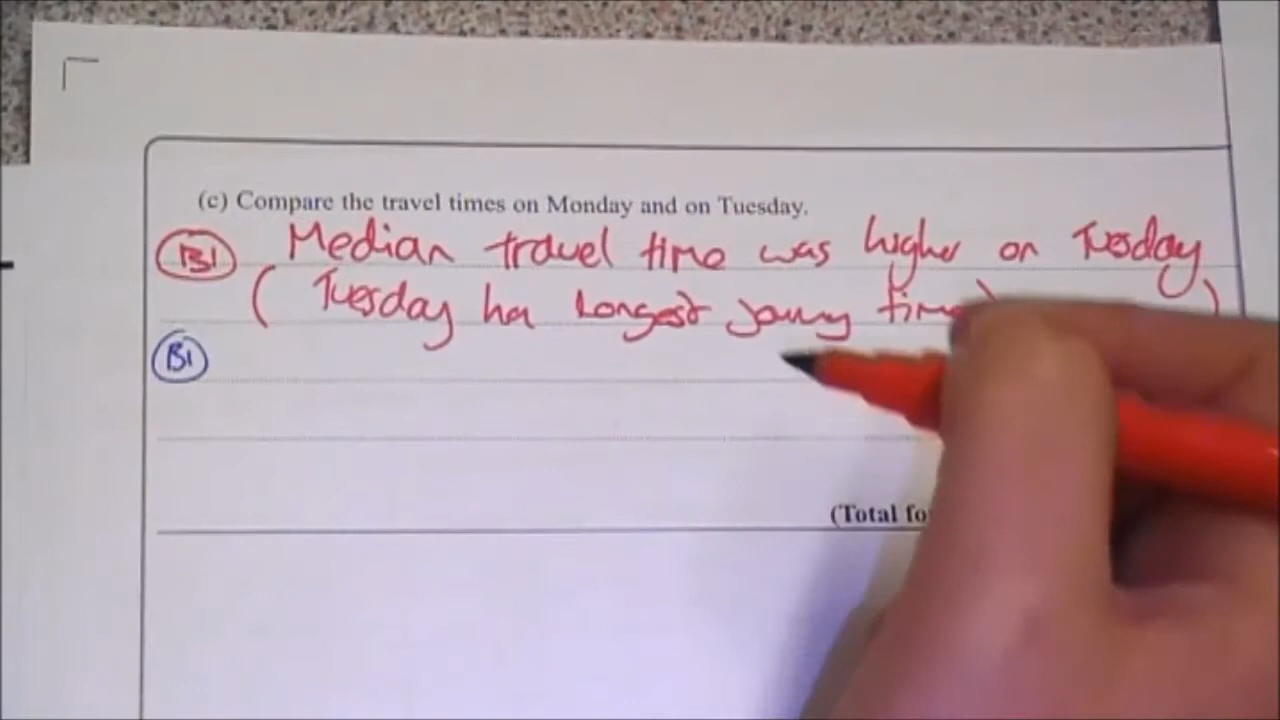 (c) Compare the travel times on Monday and on Tuesday.
B1 Median travel time was higher on Tuesday
( Tuesday has longest journey time )
B1
(Total fo